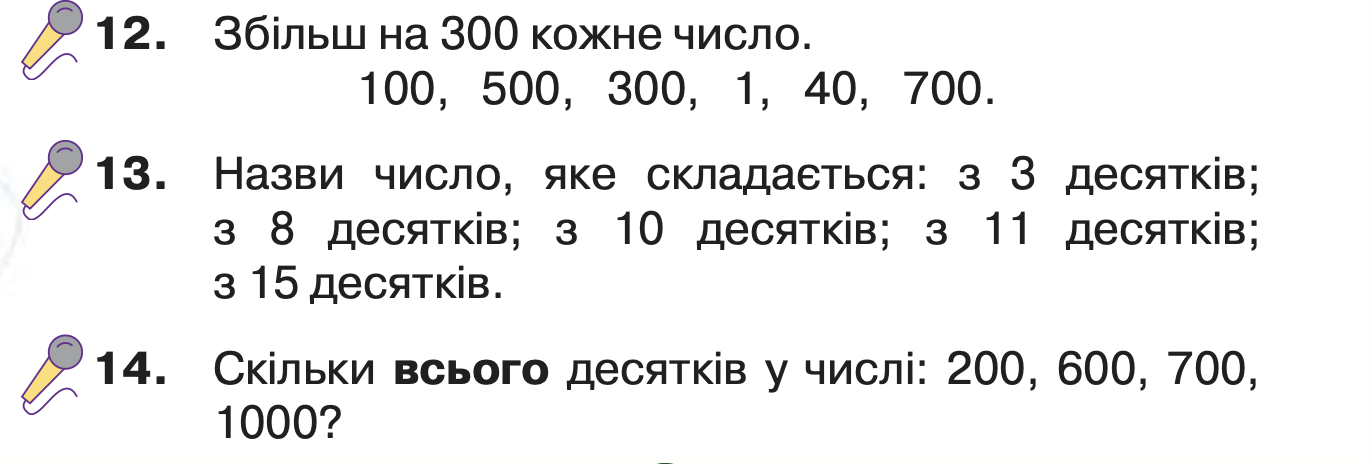 12. Збільш на 300 кожне число.
100, 500, 300, 1, 40, 700.
13. Назви число, яке складається: з 3 десятків;
з 8 десятків; з 10 десятків; з 11 десятків;
з 15 десятків.
14. Скільки всього десятків у числі: 200, 600, 700,
1000?